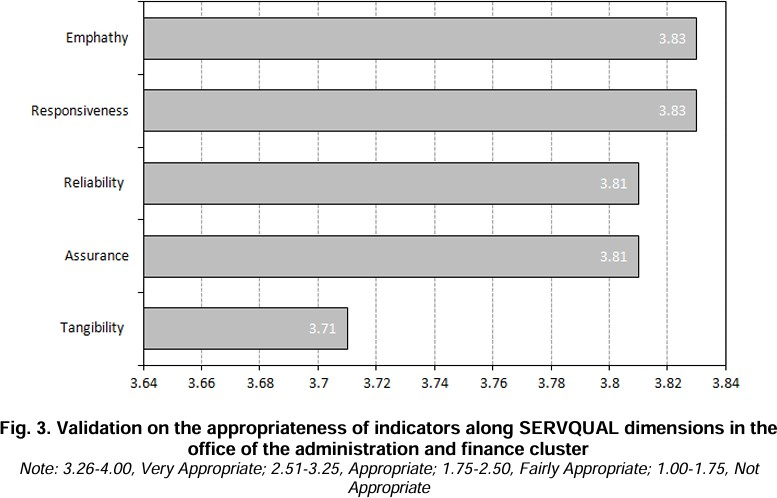 Emphathy
3.83
Responsiveness
3.83
Reliability
3.81
Assurance
3.81
Tangibility
3.71
3.64 3.66 3.68 3.7 3.72 3.74 3.76 3.78 3.8 3.82 3.84
Fig. 3. Validation on the appropriateness of indicators along SERVQUAL dimensions in the
office of the administration and finance cluster
Note: 3.26-4.00, Very Appropriate; 2.51-3.25, Appropriate; 1.75-2.50, Fairly Appropriate; 1.00-1.75, Not
Appropriate